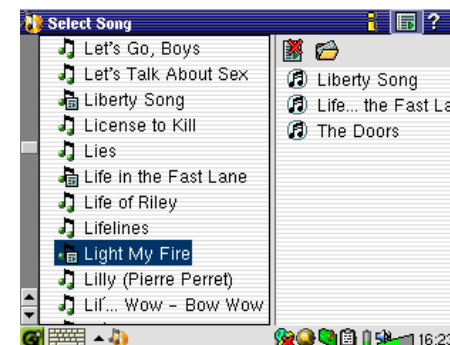 Select Song
?
Let's Go, Boys
Let's Talk About Sex
Liberty Song
License to Kill
Lies
Life in the Fast Lane
Life of Riley
Lifelines
Light My Fire
Lilly (Pierre Perret)
Lil'... Wow – Bow Wow
Liberty Song
Life... the Fast La
The Doors
16:23